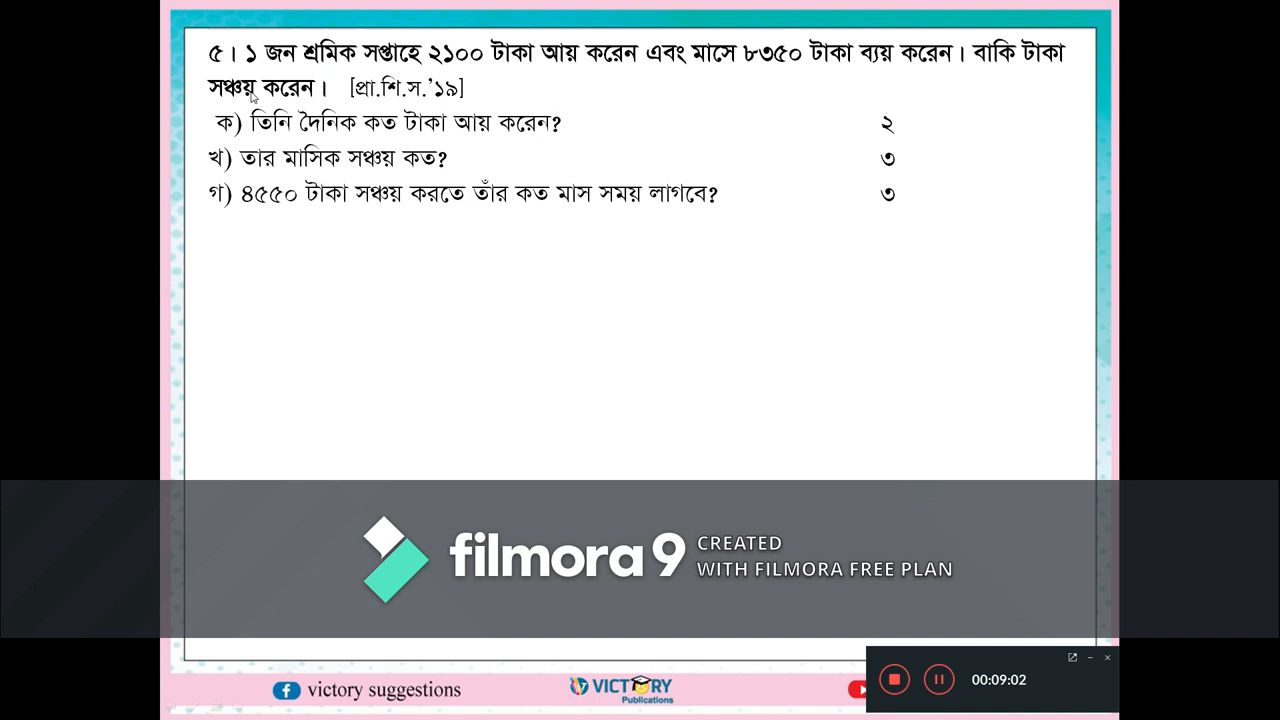 ৫। ১ জন শ্রমিক সপ্তাহে ২১০০ টাকা আয় করেন এবং মাসে ৮৩৫০ টাকা ব্যয় করেন। বাকি টাকা
সঞ্চয় করেন। [প্রা.শি.স.’১৯]
ক) তিনি দৈনিক কত টাকা আয় করেন? ২
খ) তার মাসিক সঞ্চয় কত? ৩
গ) ৪৫৫০ টাকা সঞ্চয় করতে তাঁর কত মাস সময় লাগবে? ৩
filmora 9
CREATED
WITH FILMORA FREE PLAN
victory suggestions
VICTORY
Publications
00:09:02